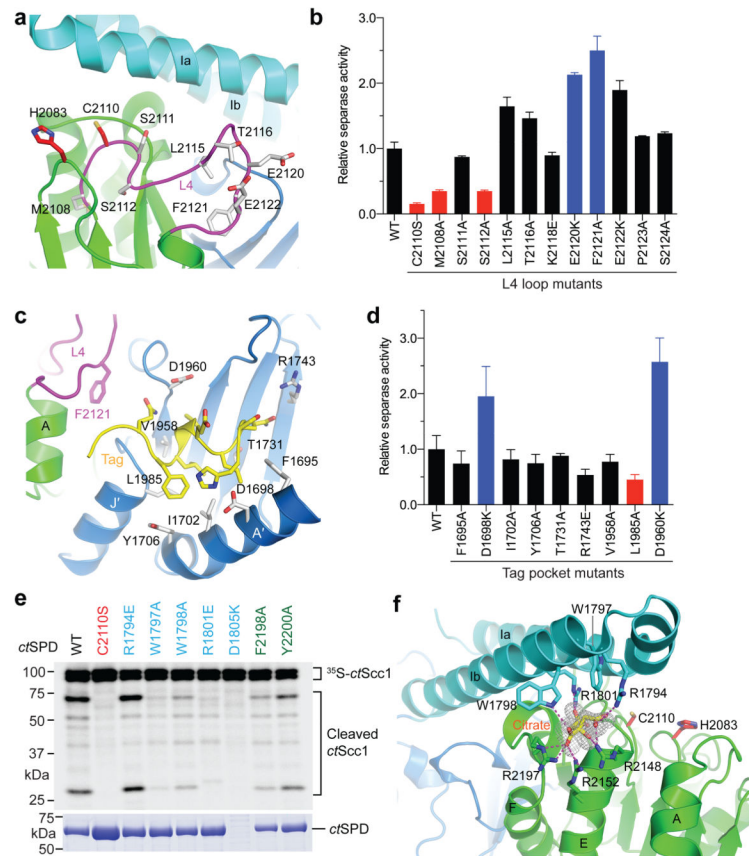 a
Ia
Ib
H2083
C2110
S2111
T2116
L2115
L4
E2120
M2108
S2112
F2121
E2122
b
Relative separase activity
3.0
2.0
1.0
0.0
WT
C2110S
M2108A
S2111A
S2112A
L2115A
T2116A
K2118E
E2120K
F2121A
E2122K
P2123A
S2124A
L4 loop mutants
c
L4
D1960
R1743
F2121
A
V1958
Tag
T1731
L1985
F1695
D1698
J'
I1702
Y1706
A'
d
Relative separase activity
3.0
2.0
1.0
0.0
WT
F1695A
D1698K
I1702A
Y1706A
T1731A
R1743E
V1958A
L1985A
D1960K
Tag pocket mutants
e
ctSPD
WT
C2110S
R1794E
W1797A
W1798A
R1801E
D1805K
F2198A
Y2200A
100
75
50
37
kDa
25
³⁵S-ctScc1
Cleaved
ctScc1
75
kDa
50
ctSPD
f
W1797
Ia
Ib
R1801
R1794
W1798
Citrate
C2110
H2083
R2197
R2148
R2152
F
E
A